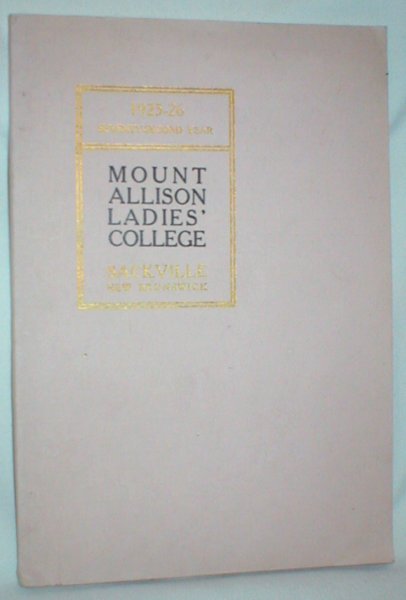 1925-26
SEVENTY-SECOND YEAR
MOUNT
ALLISON
LADIES'
COLLEGE
SACKVILLE
NEW BRUNSWICK